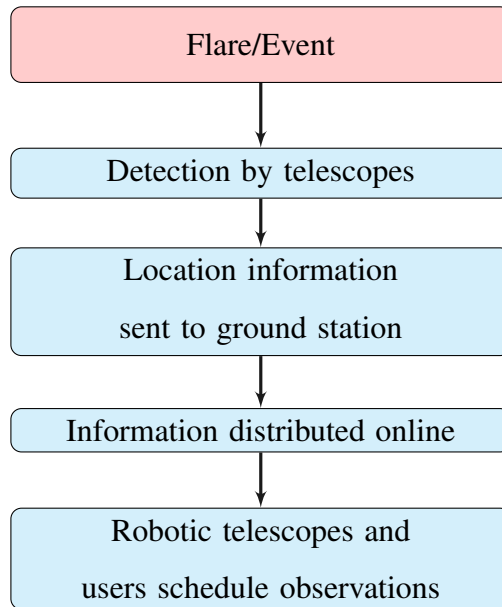 Flare/Event
Detection by telescopes
Location information
sent to ground station
Information distributed online
Robotic telescopes and
users schedule observations